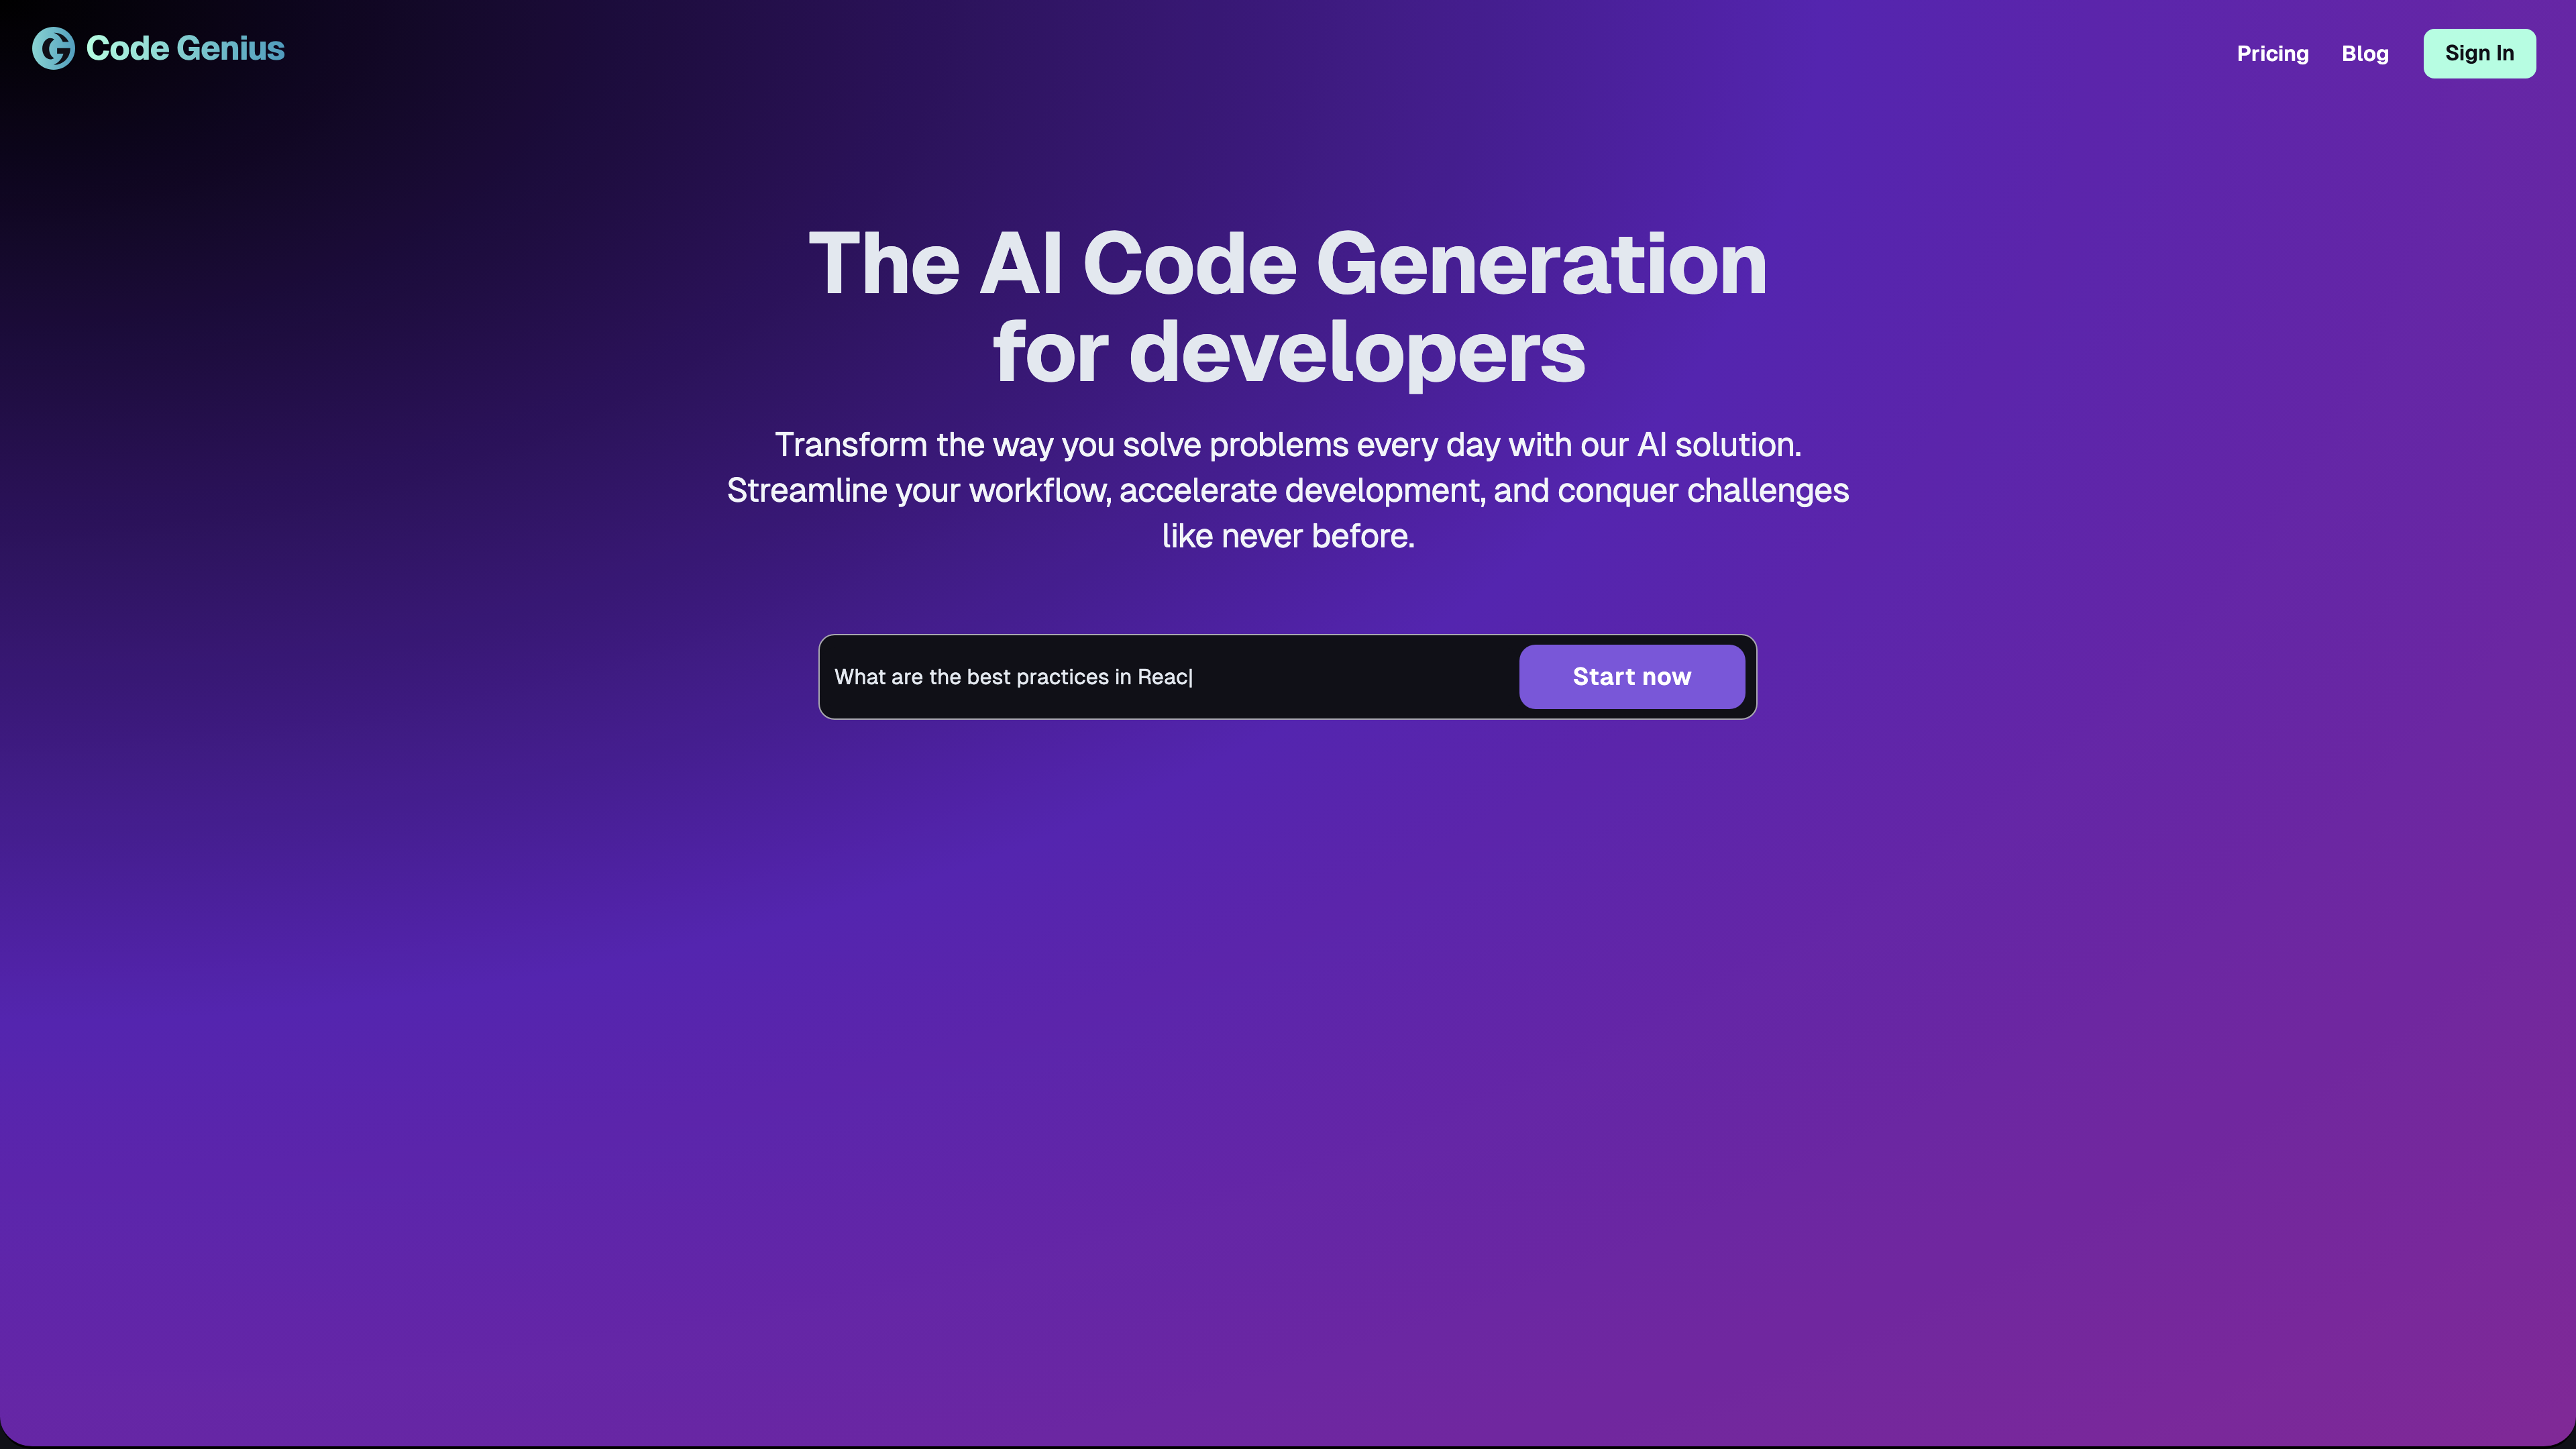 Code Genius
Pricing
Blog
Sign In
The AI Code Generation
for developers
Transform the way you solve problems every day with our AI solution.
Streamline your workflow, accelerate development, and conquer challenges
like never before.
What are the best practices in Reac|
Start now